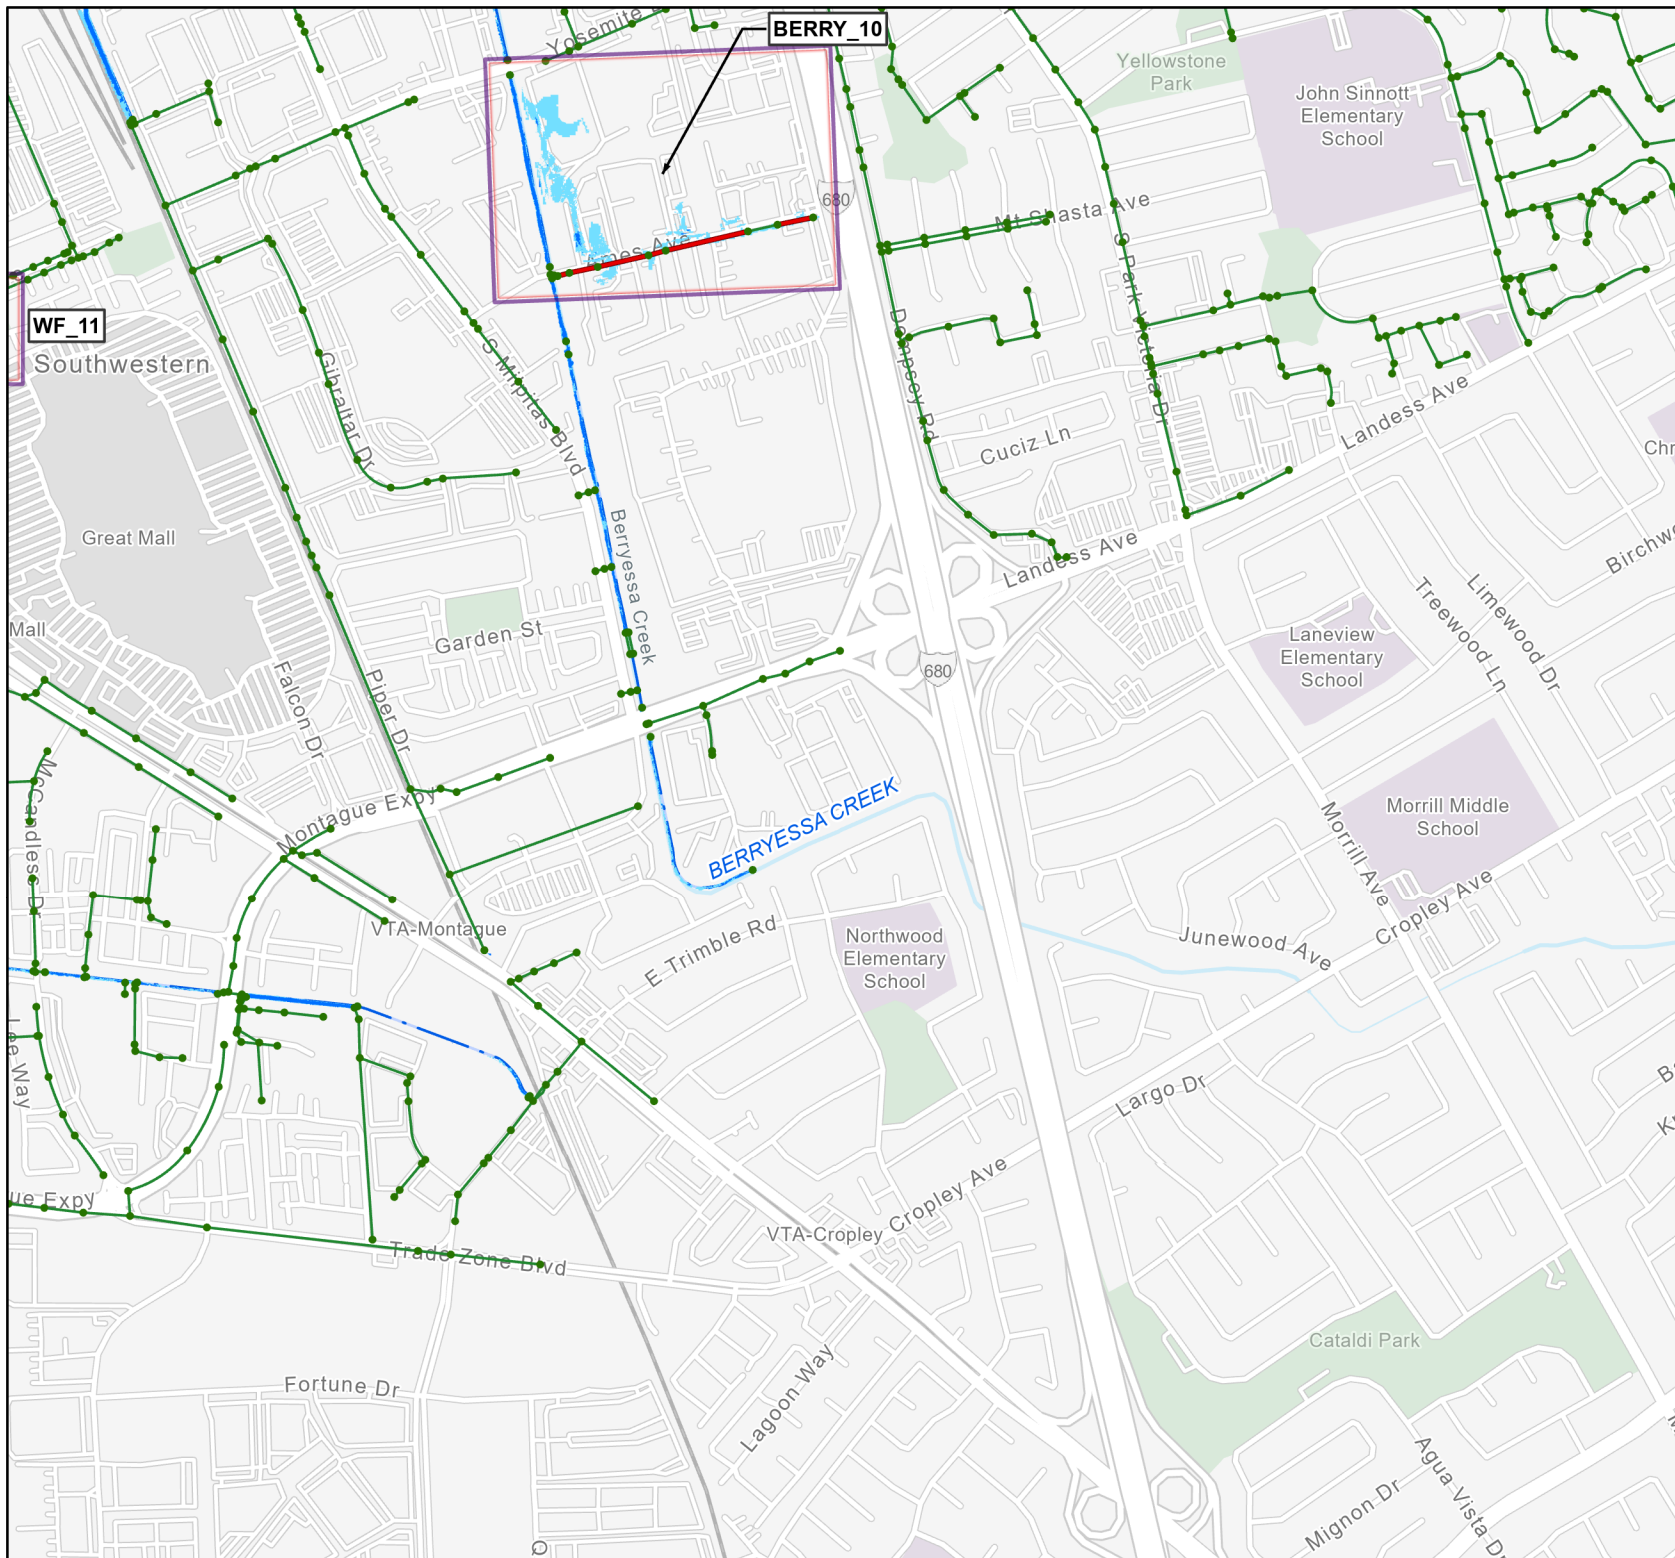 BERRY_10
Yosemite
Yellowstone
Park
John Sinnott
Elementary
School
680
Mt Shasta Ave
Ames Ave
S Park Victoria Dr
WF_11
Southwestern
Gibraltar Dr
S Milpitas Blvd
Dempsey Rd
Cuciz Ln
Landess Ave
Chr
Great Mall
Berryessa Creek
Landess Ave
Birchw
Treewood Ln
Limewood Dr
Mall
Garden St
Laneview
Elementary
School
680
Falcon Dr
Piper Dr
McCandless Dr
Montague Expy
BERRYESSA CREEK
Morrill Middle
School
Morrill Ave
VTA-Montague
E Trimble Rd
Northwood
Elementary
School
Junewood Ave
Cropley Ave
Lee Way
Largo Dr
ue Expy
VTA-Cropley
Cropley Ave
Trade Zone Blvd
Cataldi Park
Fortune Dr
Lagoon Way
Agua Vista Dr
Mignon Dr